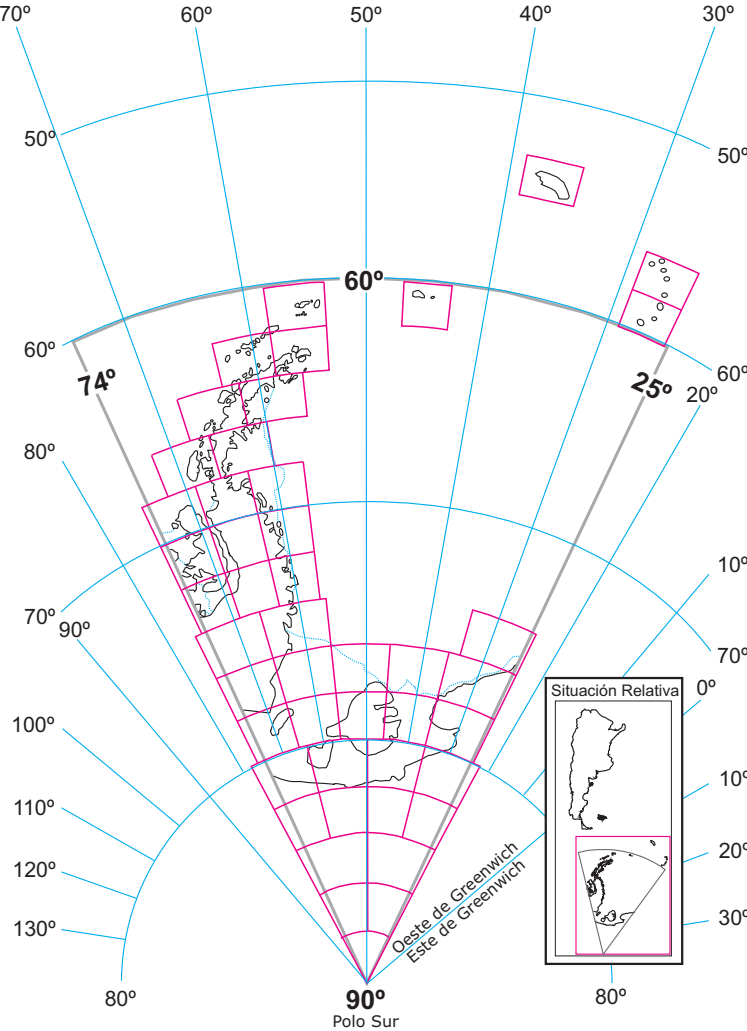 70º
60º
50º
40º
30º
50º
50º
60º
60º
60º
74º
25º
20º
80º
10º
70º
90º
70º
0º
100º
110º
120º
130º
80º
90º
Polo Sur
Oeste de Greenwich
Este de Greenwich
Situación Relativa
10º
20º
30º
80º